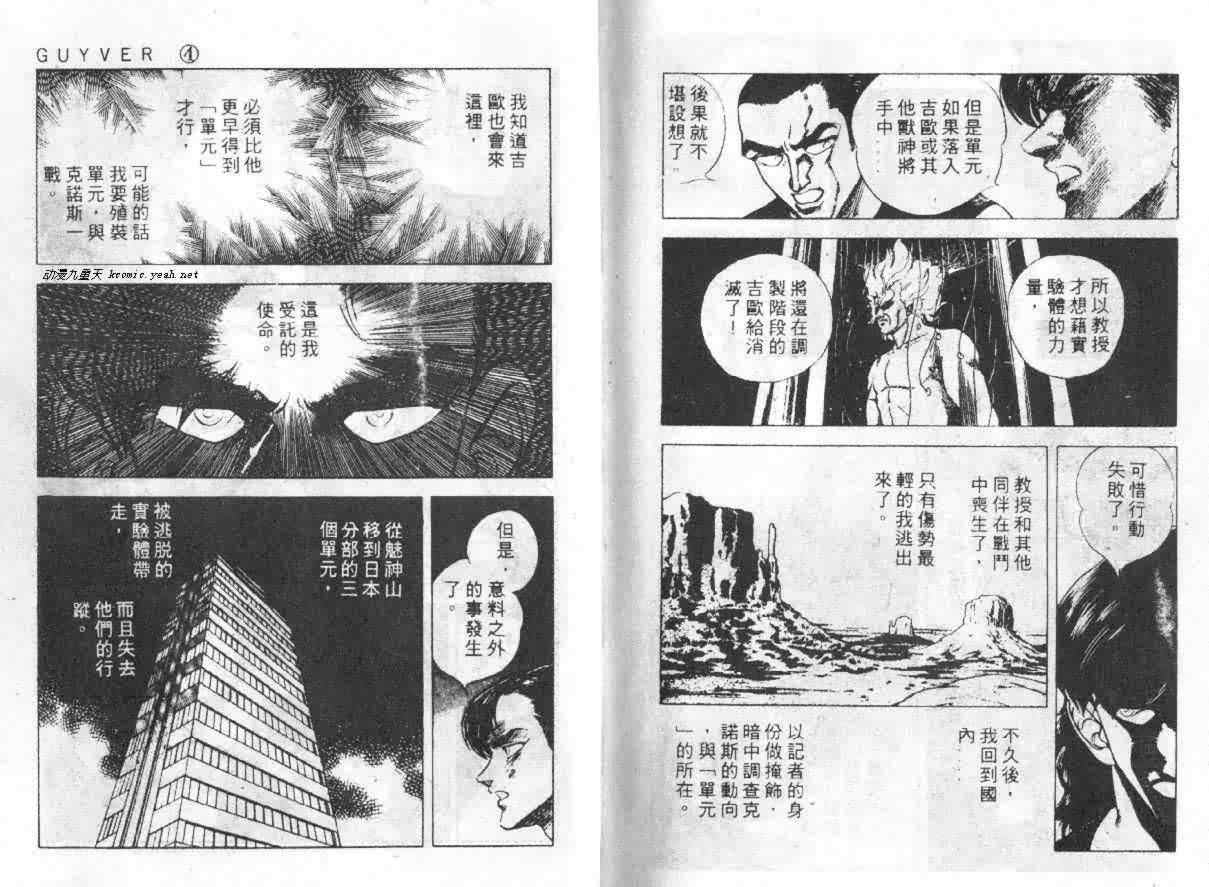 但是單元
如果落入
吉歐或其
他獸神將
手中……
後果就不
堪設想了。
所以教授
才想藉實
驗體的力
量，
將還在調
製階段的
吉歐給消
滅了！
可惜行動
失敗了。
教授和其他
同伴在戰鬥
中喪生了，
只有傷勢最
輕的我逃出
來了。
不久後，
我回到國
內……
以記者的身
份做掩飾，
暗中調查克
諾斯的動向
，與「單元
」的所在。
GUYVER ④
我知道吉
歐也會來
這裡，
必須比他
更早得到
「單元」
才行，
可能的話
我要殖裝
單元，與
克諾斯一
戰。
动漫九重天 kcomic.yeah.net
這是我
受託的
使命。
但是，
意料之外
的事發生
了。
從魅神山
移到日本
分部的三
個單元，
被逃脫的
實驗體帶
走，
而且失去
他們的行
蹤。